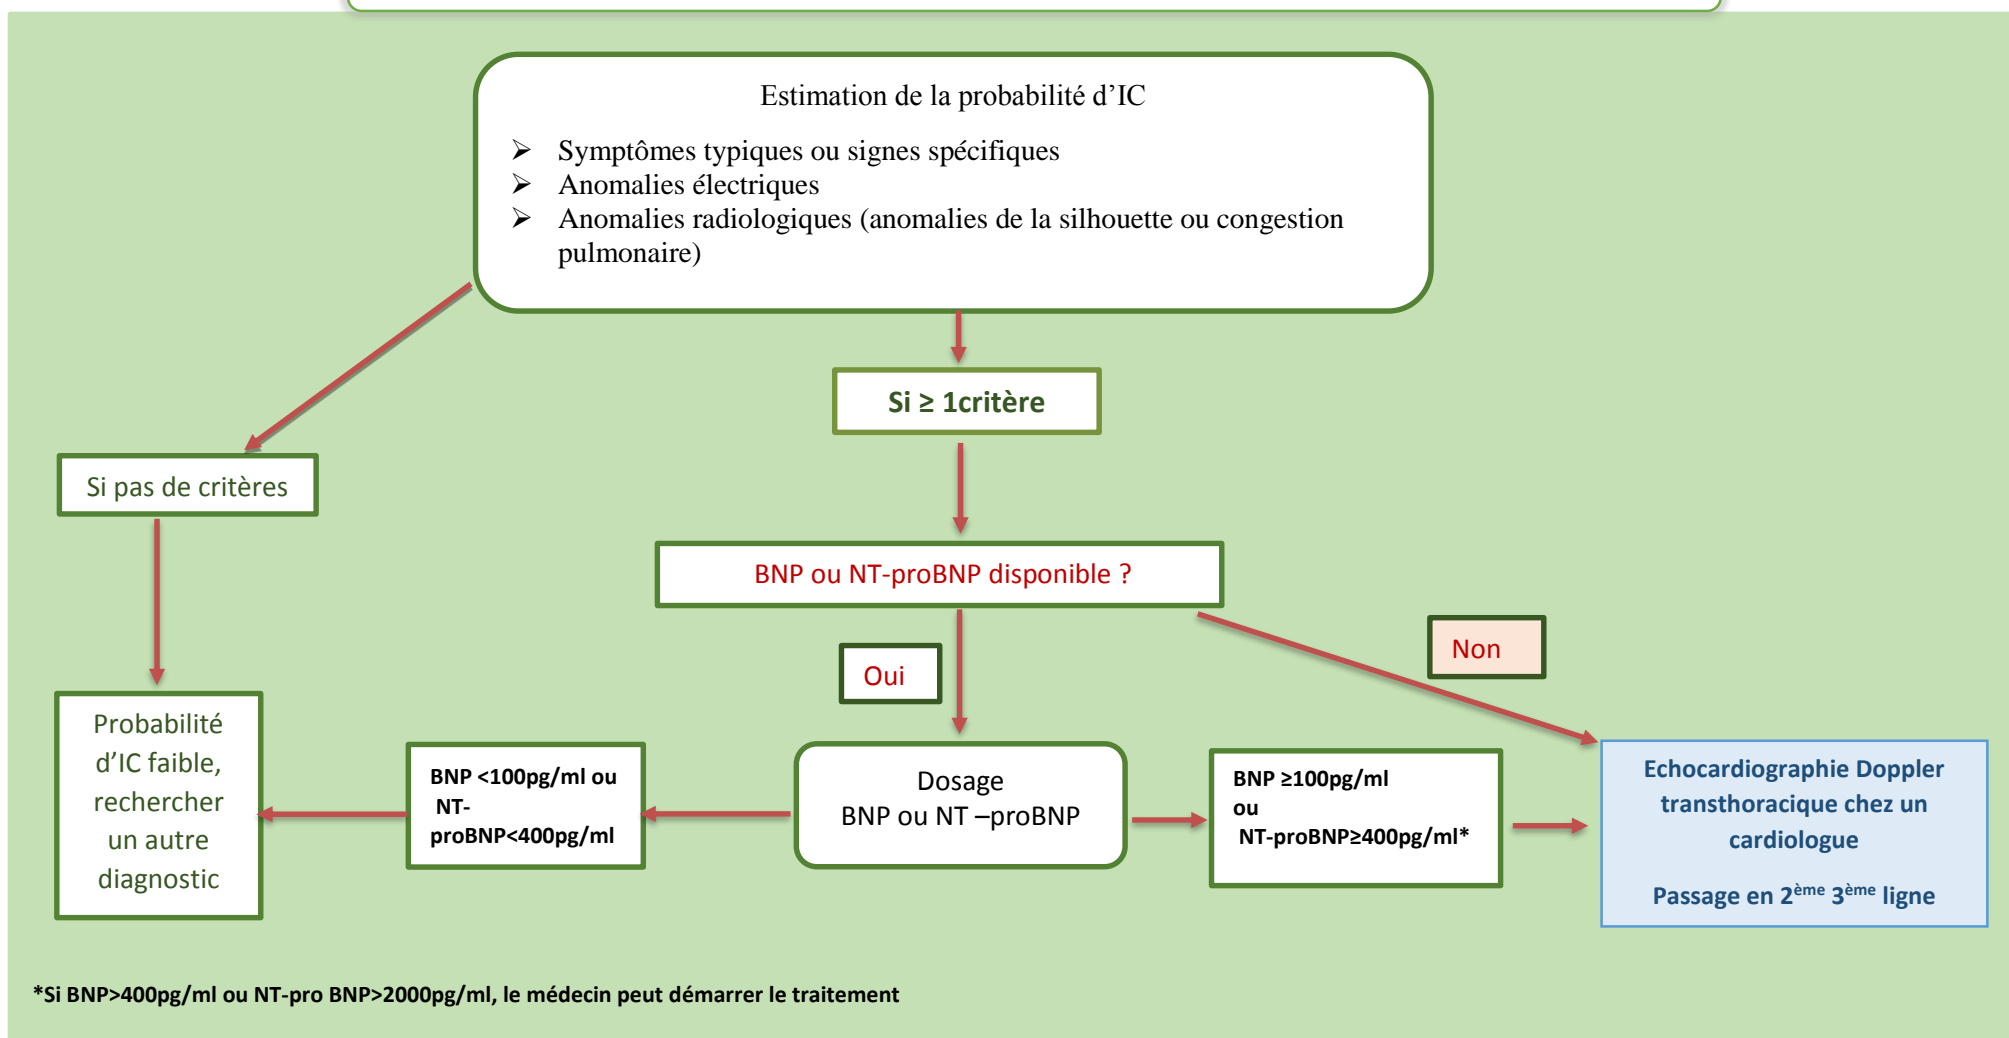 Estimation de la probabilité d’IC
➢ Symptômes typiques ou signes spécifiques
➢ Anomalies électriques
➢ Anomalies radiologiques (anomalies de la silhouette ou congestion
pulmonaire)
Si ≥ 1critère
Si pas de critères
BNP ou NT-proBNP disponible ?
Non
Oui
Probabilité
d’IC faible,
rechercher
un autre
diagnostic
BNP <100pg/ml ou
NT-
proBNP<400pg/ml
Dosage
BNP ou NT –proBNP
BNP ≥100pg/ml
ou
NT-proBNP≥400pg/ml*
Echocardiographie Doppler
transthoracique chez un
cardiologue
Passage en 2ème 3ème ligne
*Si BNP>400pg/ml ou NT-pro BNP>2000pg/ml, le médecin peut démarrer le traitement